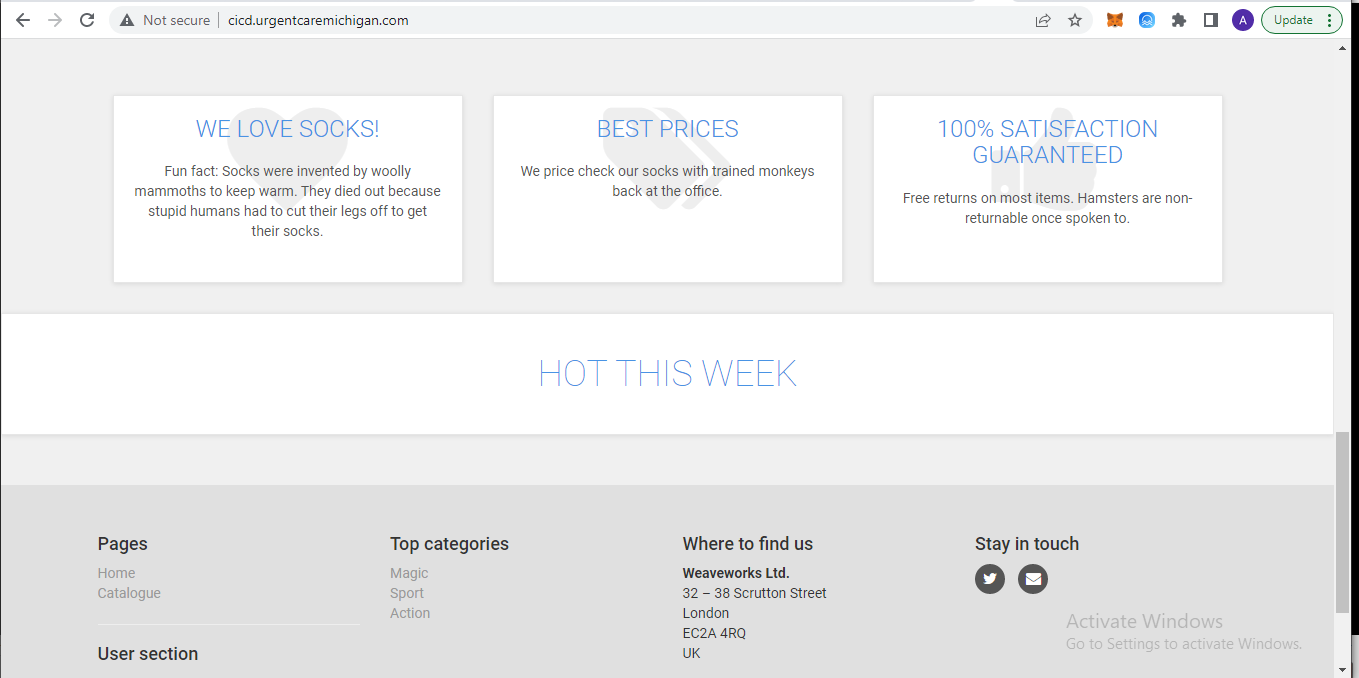 Not secure
cicd.urgentcaremichigan.com
A
Update
WE LOVE SOCKS!
Fun fact: Socks were invented by woolly
mammoths to keep warm. They died out because
stupid humans had to cut their legs off to get
their socks.
BEST PRICES
We price check our socks with trained monkeys
back at the office.
100% SATISFACTION
GUARANTEED
Free returns on most items. Hamsters are non-
returnable once spoken to.
HOT THIS WEEK
Pages
Home
Catalogue
User section
Top categories
Magic
Sport
Action
Where to find us
Weaveworks Ltd.
32 – 38 Scrutton Street
London
EC2A 4RQ
UK
Stay in touch
Activate Windows
Go to Settings to activate Windows.